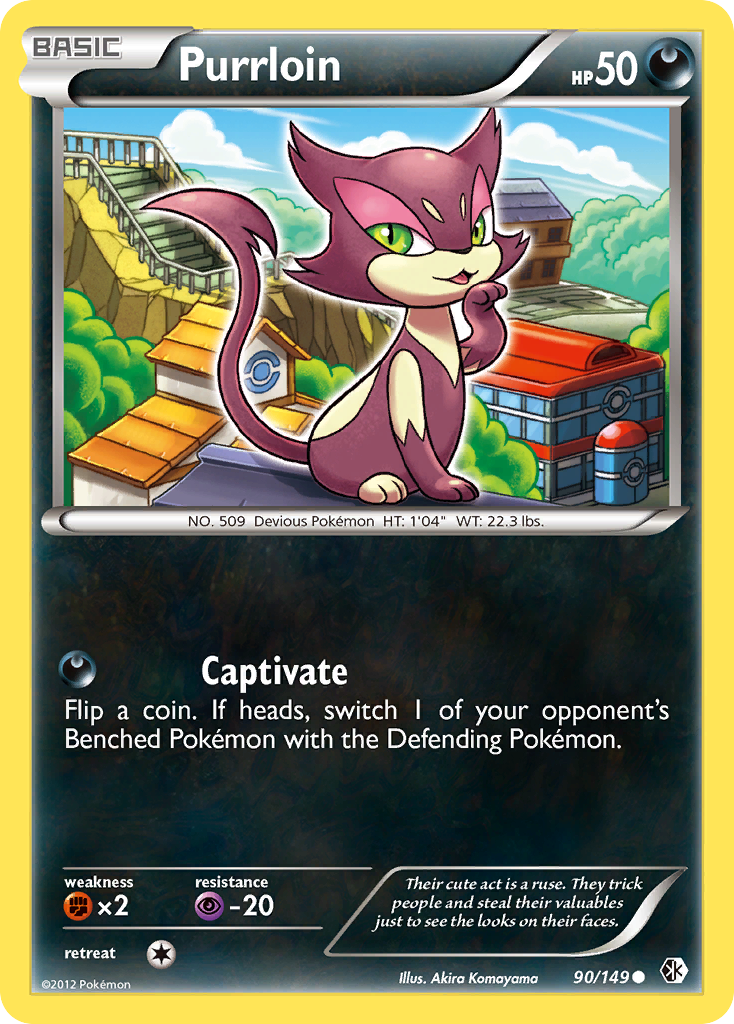 BASIC
Purrloin
HP 50
NO. 509 Devious Pokémon HT: 1'04" WT: 22.3 lbs.
Captivate
Flip a coin. If heads, switch 1 of your opponent's
Benched Pokémon with the Defending Pokémon.
weakness
×2
resistance
-20
Their cute act is a ruse. They trick
people and steal their valuables
just to see the looks on their faces.
retreat
©2012 Pokémon
Illus. Akira Komayama
90/149